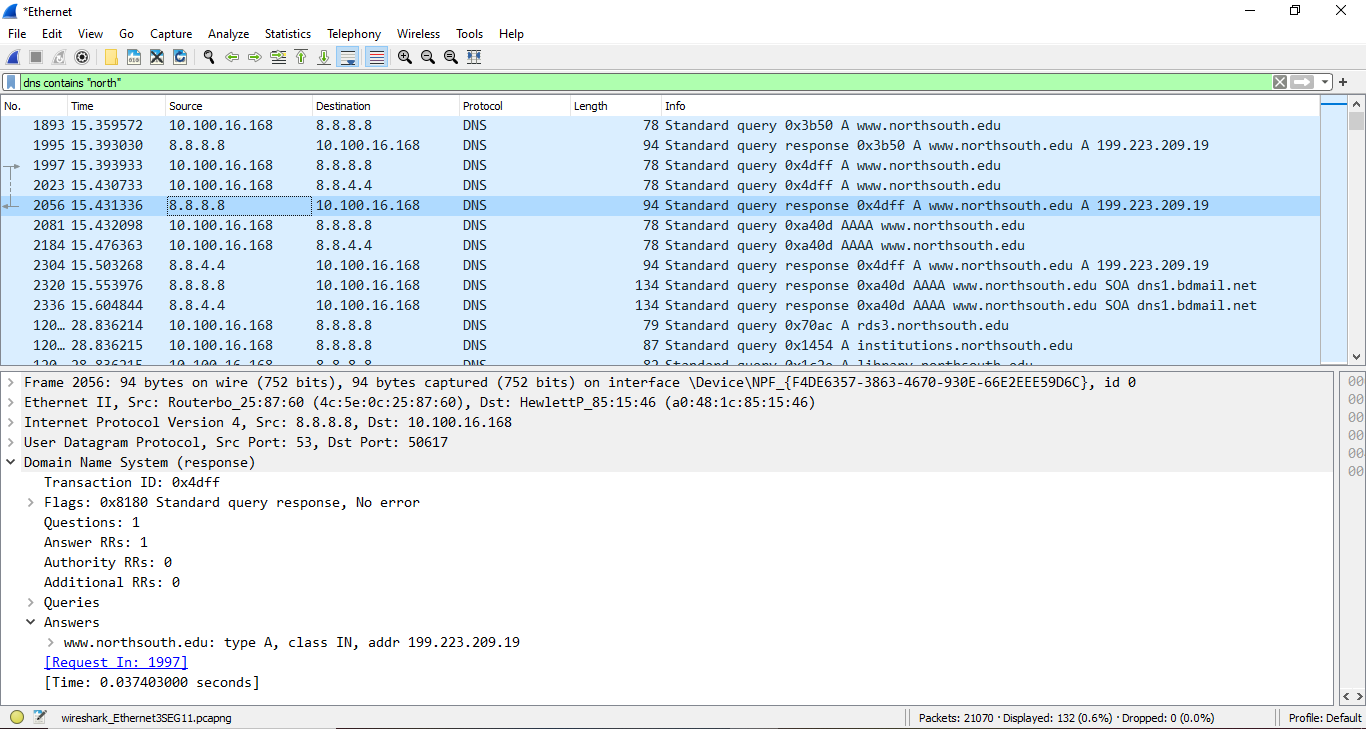 *Ethernet
File Edit View Go Capture Analyze Statistics Telephony Wireless Tools Help
dns contains "north"
No. Time Source Destination Protocol Length Info
1893 15.359572 10.100.16.168 8.8.8.8 DNS 78 Standard query 0x3b50 A www.northsouth.edu
1995 15.393030 8.8.8.8 10.100.16.168 DNS 94 Standard query response 0x3b50 A www.northsouth.edu A 199.223.209.19
1997 15.393933 10.100.16.168 8.8.8.8 DNS 78 Standard query 0x4dff A www.northsouth.edu
2023 15.430733 10.100.16.168 8.8.4.4 DNS 78 Standard query 0x4dff A www.northsouth.edu
2056 15.431336 8.8.8.8 10.100.16.168 DNS 94 Standard query response 0x4dff A www.northsouth.edu A 199.223.209.19
2081 15.432098 10.100.16.168 8.8.8.8 DNS 78 Standard query 0xa40d AAAA www.northsouth.edu
2184 15.476363 10.100.16.168 8.8.4.4 DNS 78 Standard query 0xa40d AAAA www.northsouth.edu
2304 15.503268 8.8.4.4 10.100.16.168 DNS 94 Standard query response 0x4dff A www.northsouth.edu A 199.223.209.19
2320 15.553976 8.8.8.8 10.100.16.168 DNS 134 Standard query response 0xa40d AAAA www.northsouth.edu SOA dns1.bdmail.net
2336 15.604844 8.8.4.4 10.100.16.168 DNS 134 Standard query response 0xa40d AAAA www.northsouth.edu SOA dns1.bdmail.net
120… 28.836214 10.100.16.168 8.8.8.8 DNS 79 Standard query 0x70ac A rds3.northsouth.edu
120… 28.836215 10.100.16.168 8.8.8.8 DNS 87 Standard query 0x1454 A institutions.northsouth.edu
120… 28.836215 10.100.16.168 8.8.8.8 DNS 82 Standard query 0x1c2e A library.northsouth.edu
Frame 2056: 94 bytes on wire (752 bits), 94 bytes captured (752 bits) on interface \Device\NPF_{F4DE6357-3863-4670-930E-66E2EEE59D6C}, id 0
Ethernet II, Src: Routerbo_25:87:60 (4c:5e:0c:25:87:60), Dst: HewlettP_85:15:46 (a0:48:1c:85:15:46)
Internet Protocol Version 4, Src: 8.8.8.8, Dst: 10.100.16.168
User Datagram Protocol, Src Port: 53, Dst Port: 50617
Domain Name System (response)
Transaction ID: 0x4dff
Flags: 0x8180 Standard query response, No error
Questions: 1
Answer RRs: 1
Authority RRs: 0
Additional RRs: 0
Queries
Answers
www.northsouth.edu: type A, class IN, addr 199.223.209.19
[Request In: 1997]
[Time: 0.037403000 seconds]
00
00
00
00
00
00
wireshark_Ethernet3SEG11.pcapng Packets: 21070 · Displayed: 132 (0.6%) · Dropped: 0 (0.0%) Profile: Default